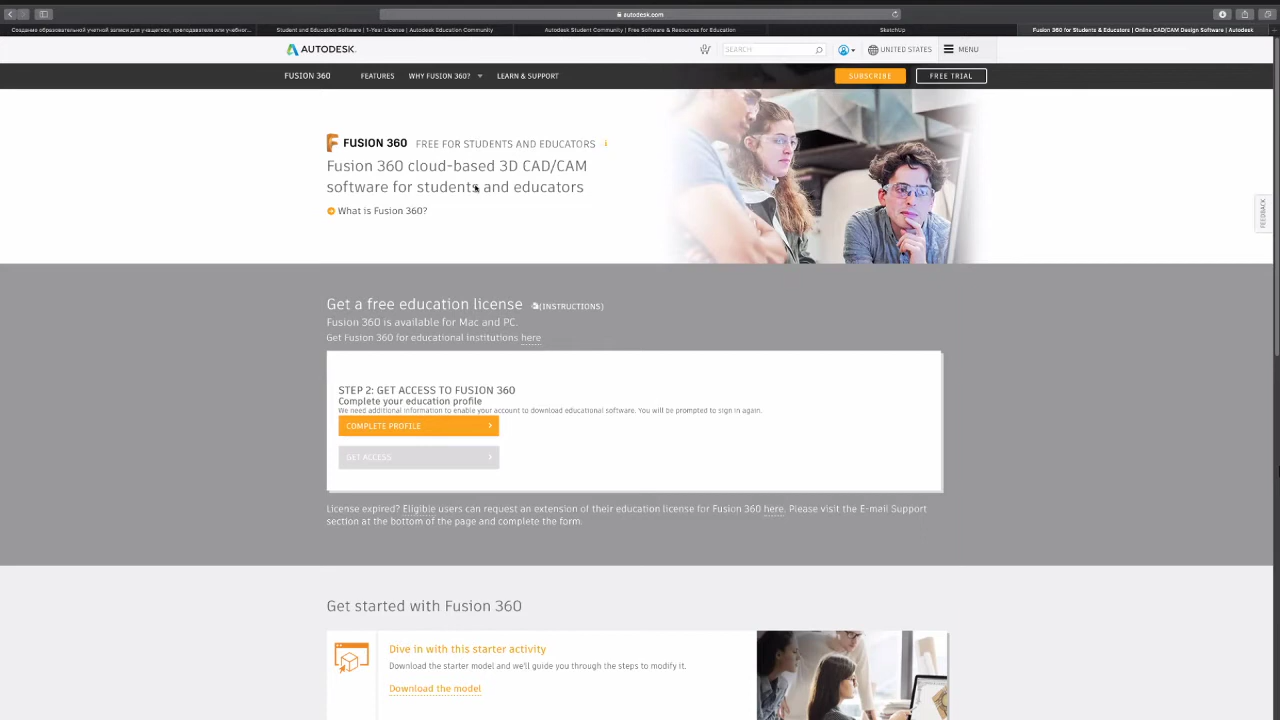 autodesk.com
Создание образовательной учетной записи для учащегося, преподавателя или учебног...
Student and Education Software | 1-Year License | Autodesk Education Community
Autodesk Student Community | Free Software & Resources for Education
SketchUp
Fusion 360 for Students & Educators | Online CAD/CAM Design Software | Autodesk
AUTODESK.
SEARCH
UNITED STATES
MENU
FUSION 360
FEATURES
WHY FUSION 360?
LEARN & SUPPORT
SUBSCRIBE
FREE TRIAL
FUSION 360 FREE FOR STUDENTS AND EDUCATORS i
Fusion 360 cloud-based 3D CAD/CAM
software for students and educators
What is Fusion 360?
FEEDBACK
Get a free education license (INSTRUCTIONS)
Fusion 360 is available for Mac and PC.
Get Fusion 360 for educational institutions here
STEP 2: GET ACCESS TO FUSION 360
Complete your education profile
We need additional information to enable your account to download educational software. You will be prompted to sign in again.
COMPLETE PROFILE
GET ACCESS
License expired? Eligible users can request an extension of their education license for Fusion 360 here. Please visit the E-mail Support
section at the bottom of the page and complete the form.
Get started with Fusion 360
Dive in with this starter activity
Download the starter model and we'll guide you through the steps to modify it.
Download the model